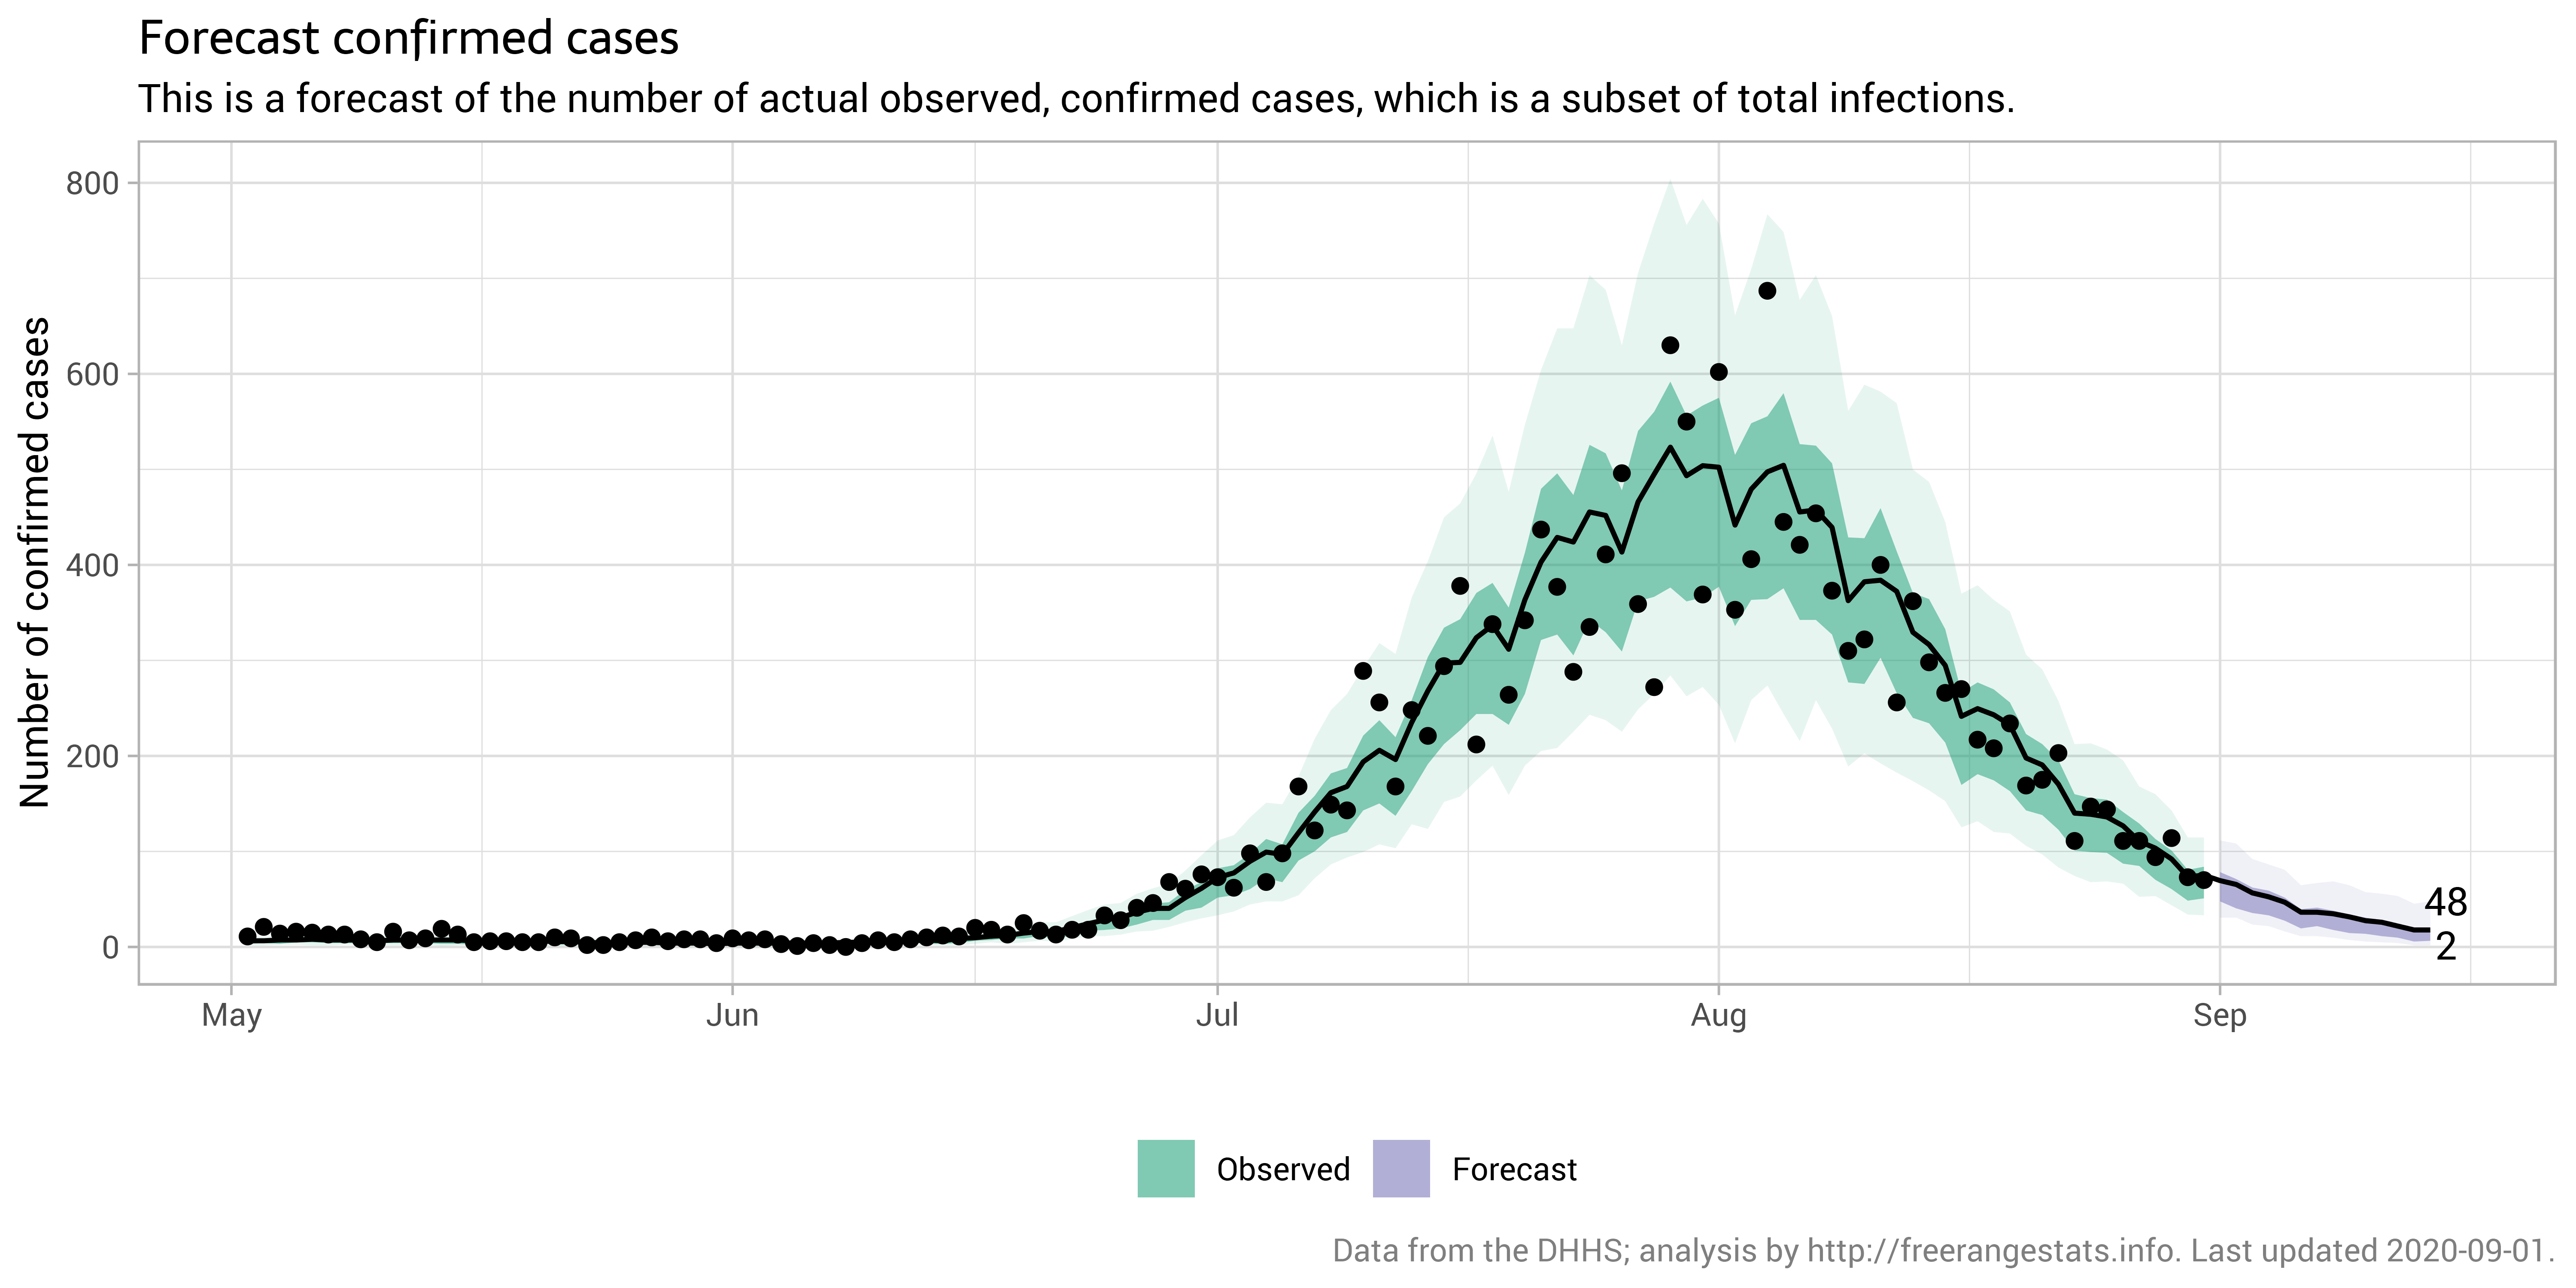 Forecast confirmed cases
This is a forecast of the number of actual observed, confirmed cases, which is a subset of total infections.
Number of confirmed cases
800
600
400
200
0
48
2
May Jun Jul Aug Sep
Observed Forecast
Data from the DHHS; analysis by http://freerangestats.info. Last updated 2020-09-01.